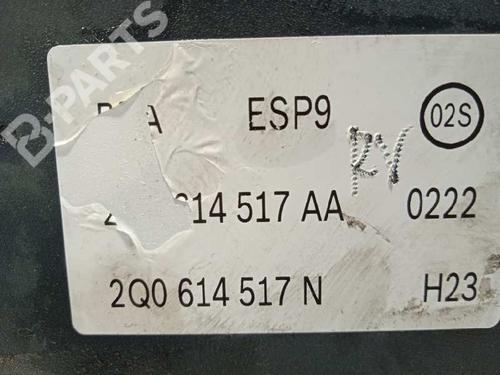 B-PARTS
ESP9 02S
RY
614 517 AA 0222
2Q0 614 517 N H23